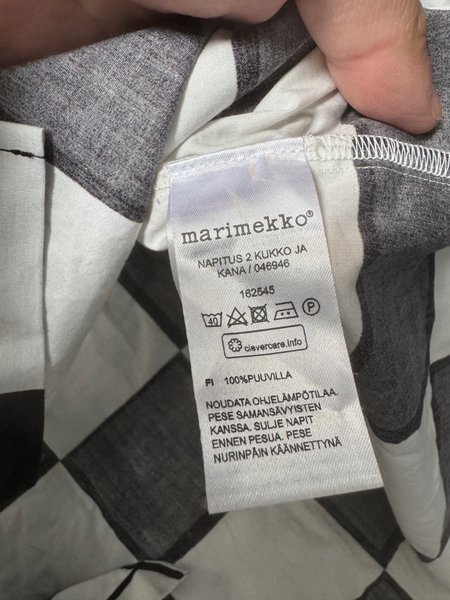 marimekko®
NAPITUS 2 KUKKO JA
KANA / 046946
162545
40 P
clevercare.info
FI 100%PUUVILLA
NOUDATA OHJELÄMPÖTILAA.
PESE SAMANSÄVYISTEN
KANSSA. SULJE NAPIT
ENNEN PESUA. PESE
NURINPÄIN KÄÄNNETTYNÄ